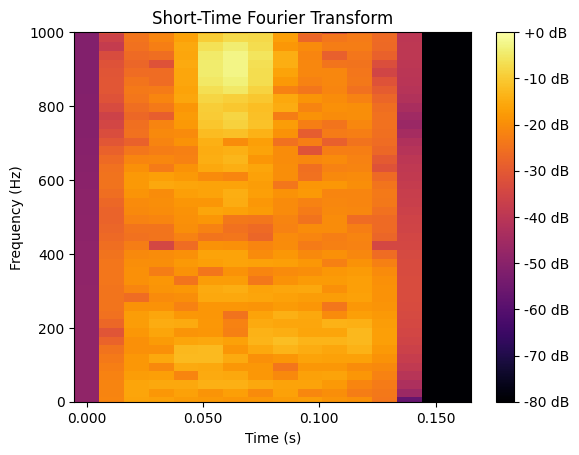 Short-Time Fourier Transform
1000
800
600
400
200
0
Frequency (Hz)
0.000
0.050
0.100
0.150
Time (s)
+0 dB
-10 dB
-20 dB
-30 dB
-40 dB
-50 dB
-60 dB
-70 dB
-80 dB